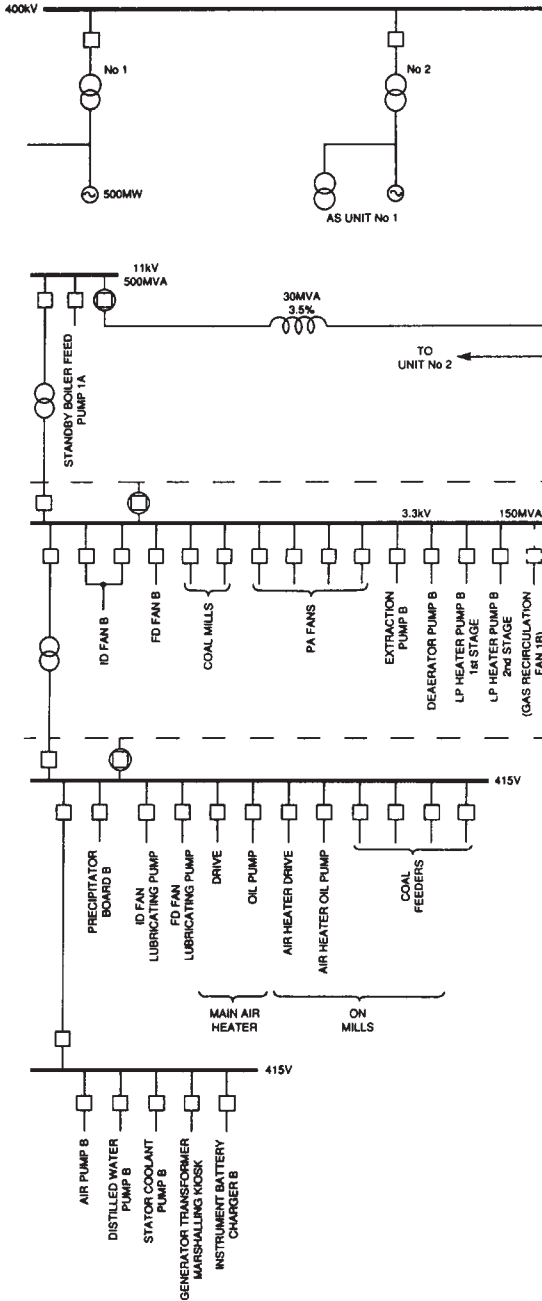 400kV
No 1
No 2
500MW
AS UNIT No 1
11kV
500MVA
30MVA
3.5%
TO
UNIT No 2
STANDBY BOILER FEED
PUMP 1A
3.3kV
150MVA
ID FAN B
FD FAN B
COAL MILLS
PA FANS
EXTRACTION
PUMP B
DEAERATOR PUMP B
LP HEATER PUMP B
1st STAGE
LP HEATER PUMP B
2nd STAGE
(GAS RECIRCULATION
FAN 1B)
415V
PRECIPITATOR
BOARD B
ID FAN
LUBRICATING PUMP
FD FAN
LUBRICATING PUMP
DRIVE
OIL PUMP
AIR HEATER DRIVE
AIR HEATER OIL PUMP
COAL
FEEDERS
MAIN AIR
HEATER
ON
MILLS
415V
AIR PUMP B
DISTILLED WATER
PUMP B
STATOR COOLANT
PUMP B
GENERATOR TRANSFORMER
MARSHALLING KIOSK
INSTRUMENT BATTERY
CHARGER B